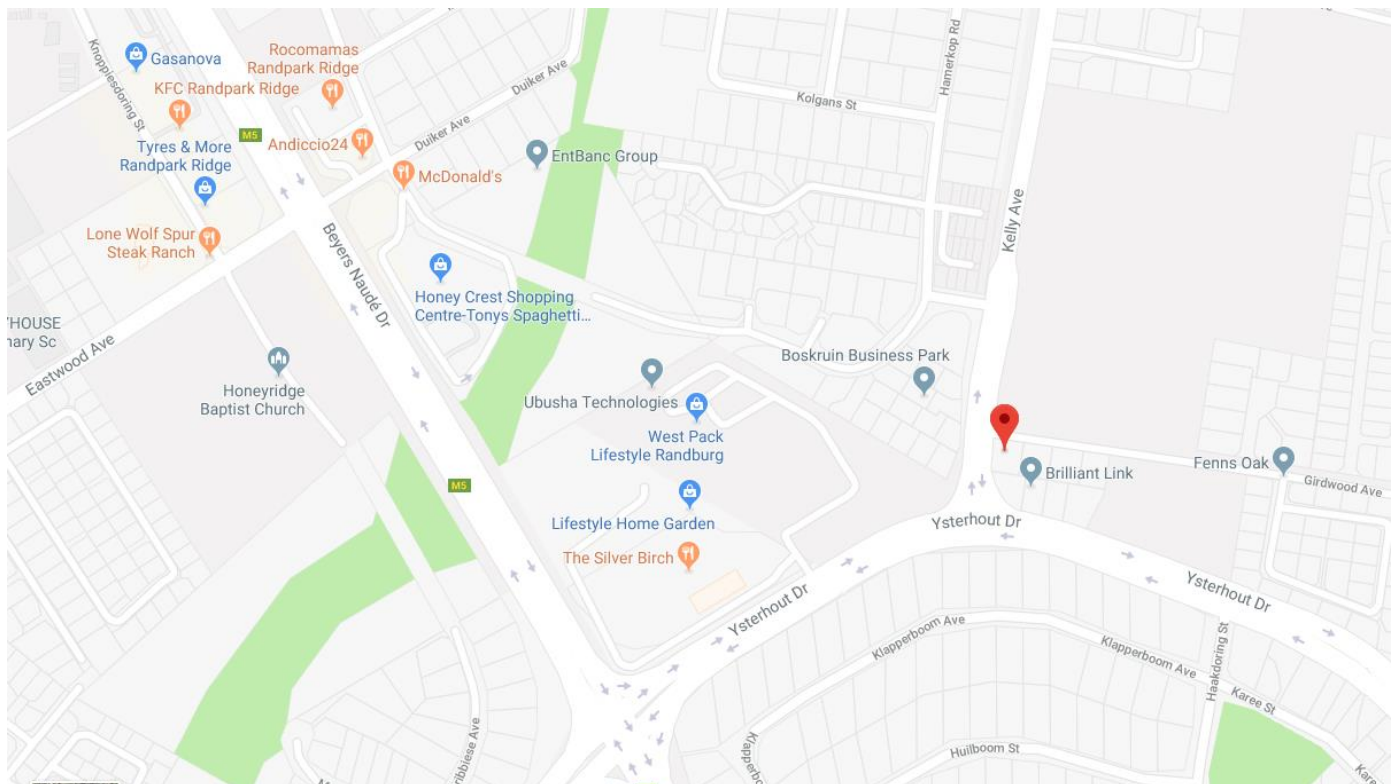 Gasanova
Rocomamas
Randpark Ridge
KFC Randpark Ridge
Knoppiesdoring St
M5
Tyres & More
Randpark Ridge
Andiccio24
Duiker Ave
Duiker Ave
McDonald's
EntBanc Group
Kolgans St
Hamerkop Rd
Kelly Ave
Lone Wolf Spur
Steak Ranch
Beyers Naudé Dr
Honey Crest Shopping
Centre-Tonys Spaghetti...
Eastwood Ave
Honeyridge
Baptist Church
Boskruin Business Park
Ubusha Technologies
West Pack
Lifestyle Randburg
Brilliant Link
Fenns Oak
Girdwood Ave
M5
Lifestyle Home Garden
The Silver Birch
Ysterhout Dr
Ysterhout Dr
Ysterhout Dr
Klapperboom Ave
Klapperboom Ave
Haakdoring St
Karee St
Huilboom St